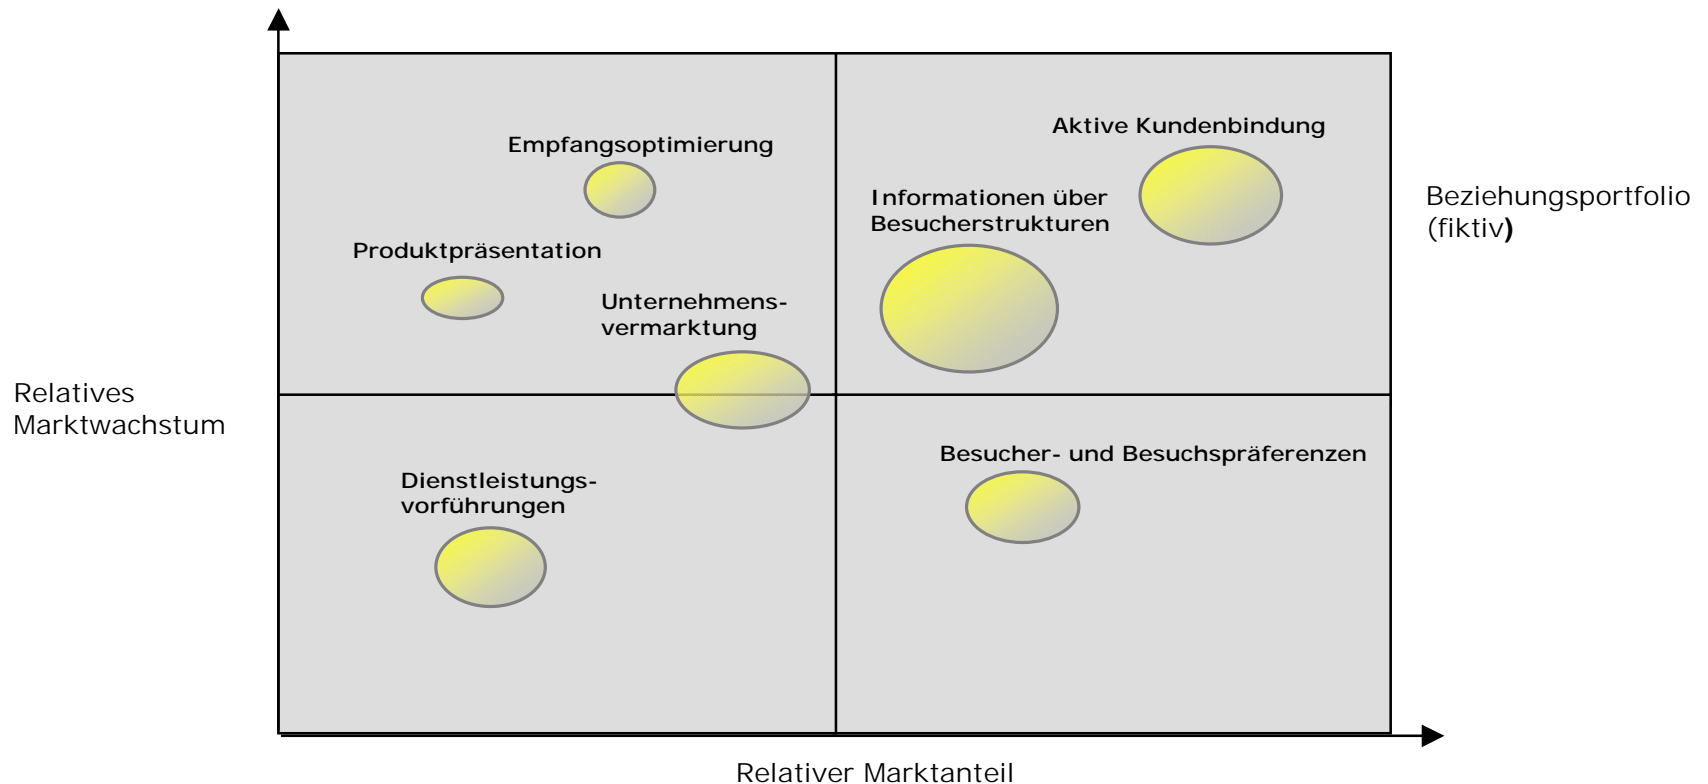 Aktive Kundenbindung
Empfangsoptimierung
Informationen über
Besucherstrukturen
Beziehungsportfolio
(fiktiv)
Produktpräsentation
Unternehmens-
vermarktung
Relatives
Marktwachstum
Besucher- und Besuchspräferenzen
Dienstleistungs-
vorführungen
Relativer Marktanteil